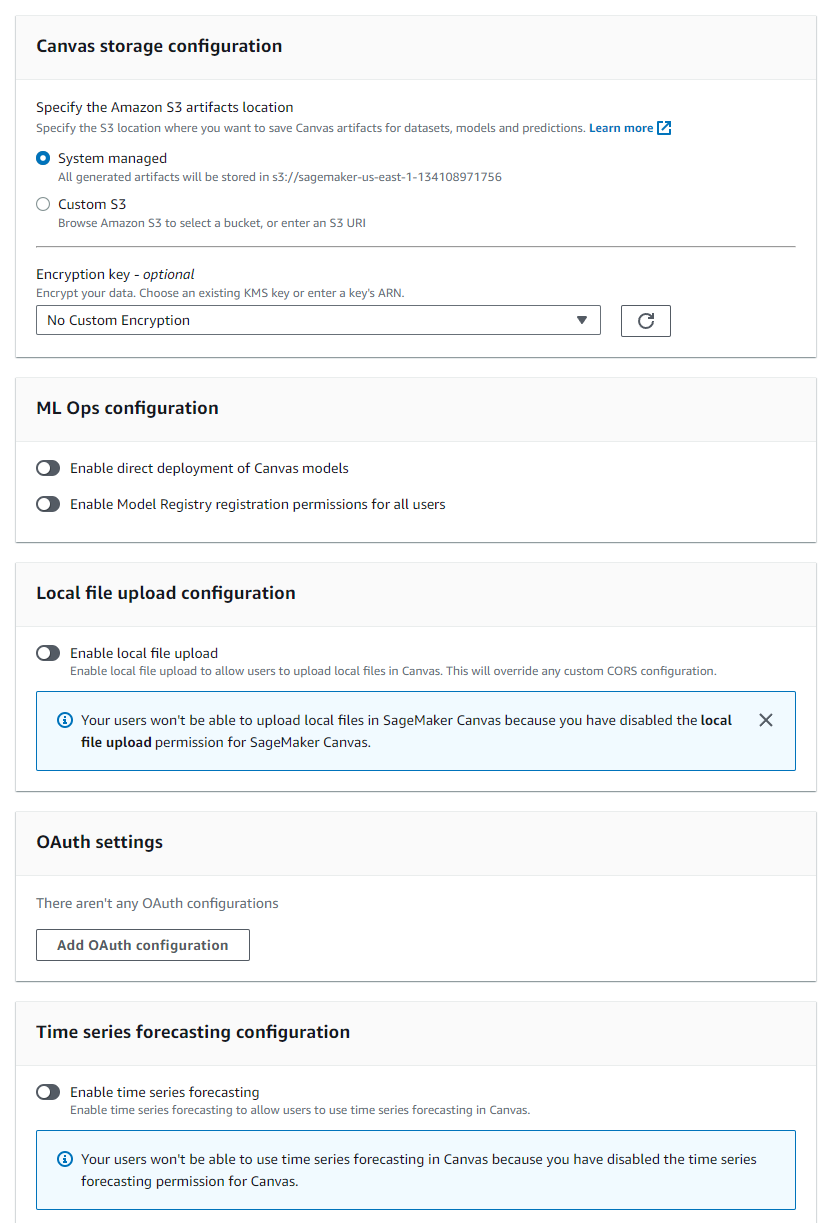 Canvas storage configuration
Specify the Amazon S3 artifacts location
Specify the S3 location where you want to save Canvas artifacts for datasets, models and predictions. Learn more
System managed
All generated artifacts will be stored in s3://sagemaker-us-east-1-134108971756
Custom S3
Browse Amazon S3 to select a bucket, or enter an S3 URI
Encryption key - optional
Encrypt your data. Choose an existing KMS key or enter a key's ARN.
No Custom Encryption
ML Ops configuration
Enable direct deployment of Canvas models
Enable Model Registry registration permissions for all users
Local file upload configuration
Enable local file upload
Enable local file upload to allow users to upload local files in Canvas. This will override any custom CORS configuration.
Your users won't be able to upload local files in SageMaker Canvas because you have disabled the local
file upload permission for SageMaker Canvas.
OAuth settings
There aren't any OAuth configurations
Add OAuth configuration
Time series forecasting configuration
Enable time series forecasting
Enable time series forecasting to allow users to use time series forecasting in Canvas.
Your users won't be able to use time series forecasting in Canvas because you have disabled the time series
forecasting permission for Canvas.